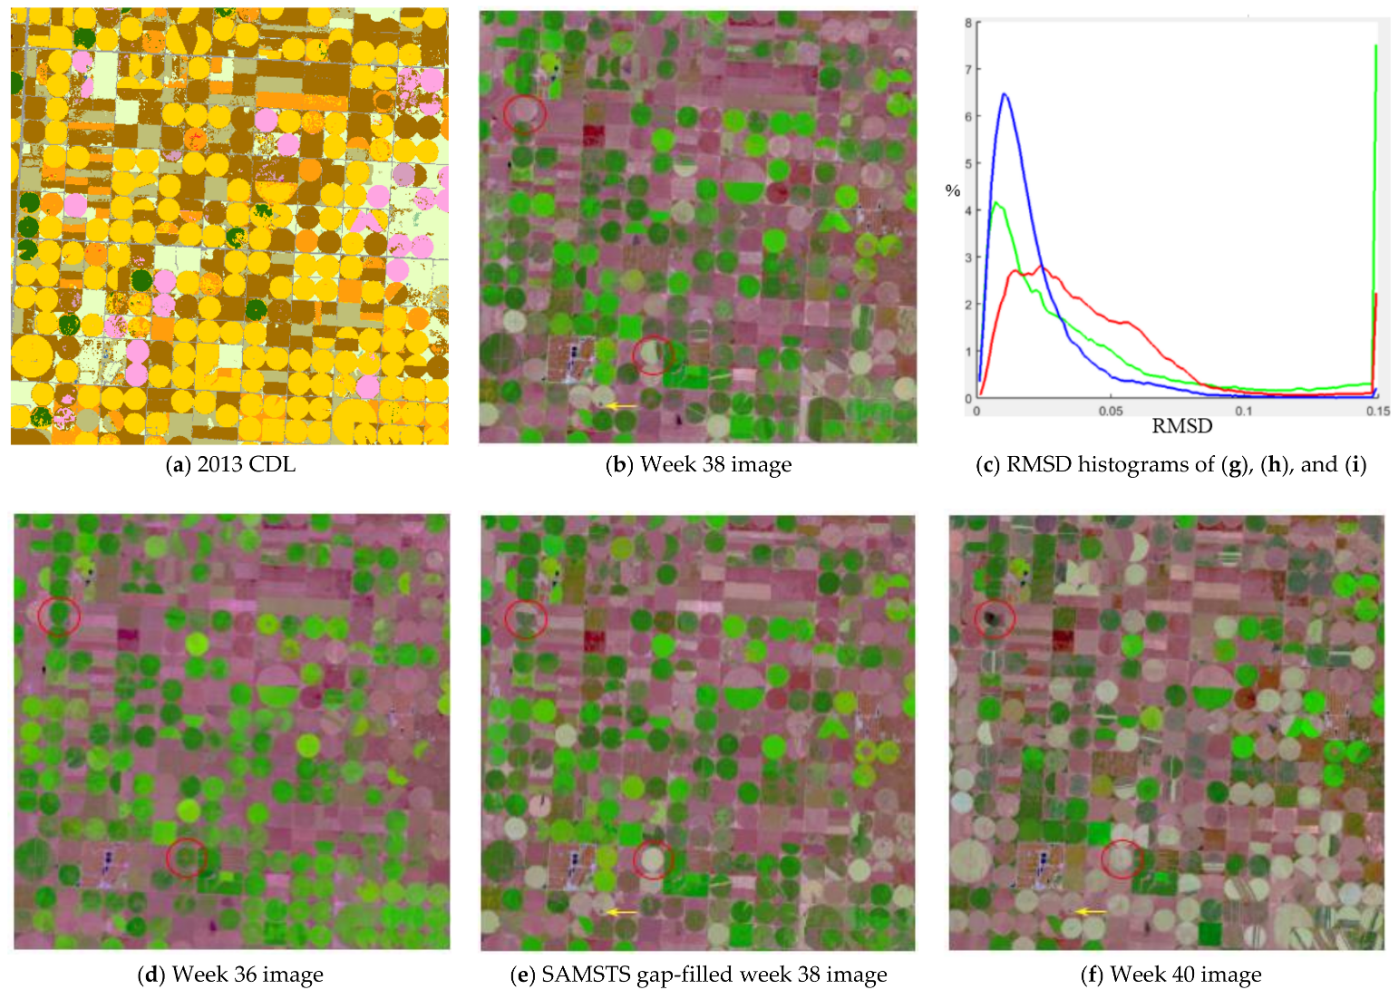 8
7
6
5
%
4
3
2
1
0
0
0.05
0.1
0.15
RMSD
(a) 2013 CDL
(b) Week 38 image
(c) RMSD histograms of (g), (h), and (i)
(d) Week 36 image
(e) SAMSTS gap-filled week 38 image
(f) Week 40 image